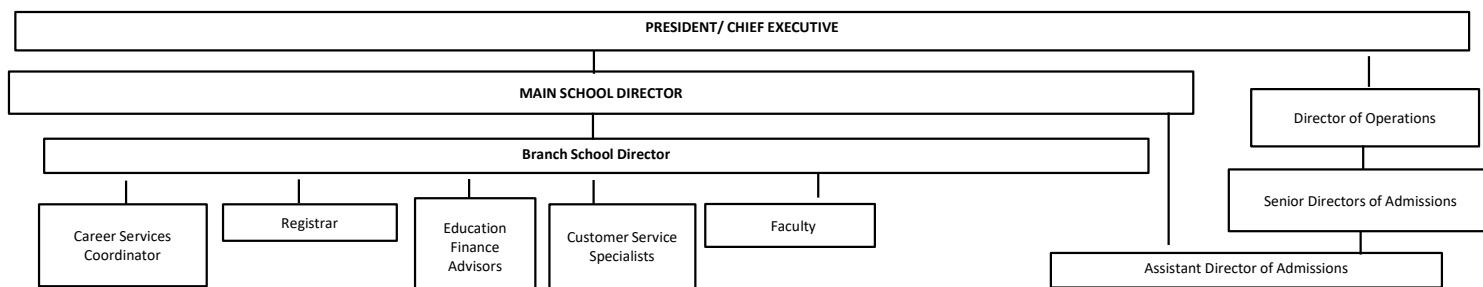 PRESIDENT/ CHIEF EXECUTIVE
MAIN SCHOOL DIRECTOR
Director of Operations
Branch School Director
Senior Directors of Admissions
Career Services
Coordinator
Registrar
Education
Finance
Advisors
Customer Service
Specialists
Faculty
Assistant Director of Admissions